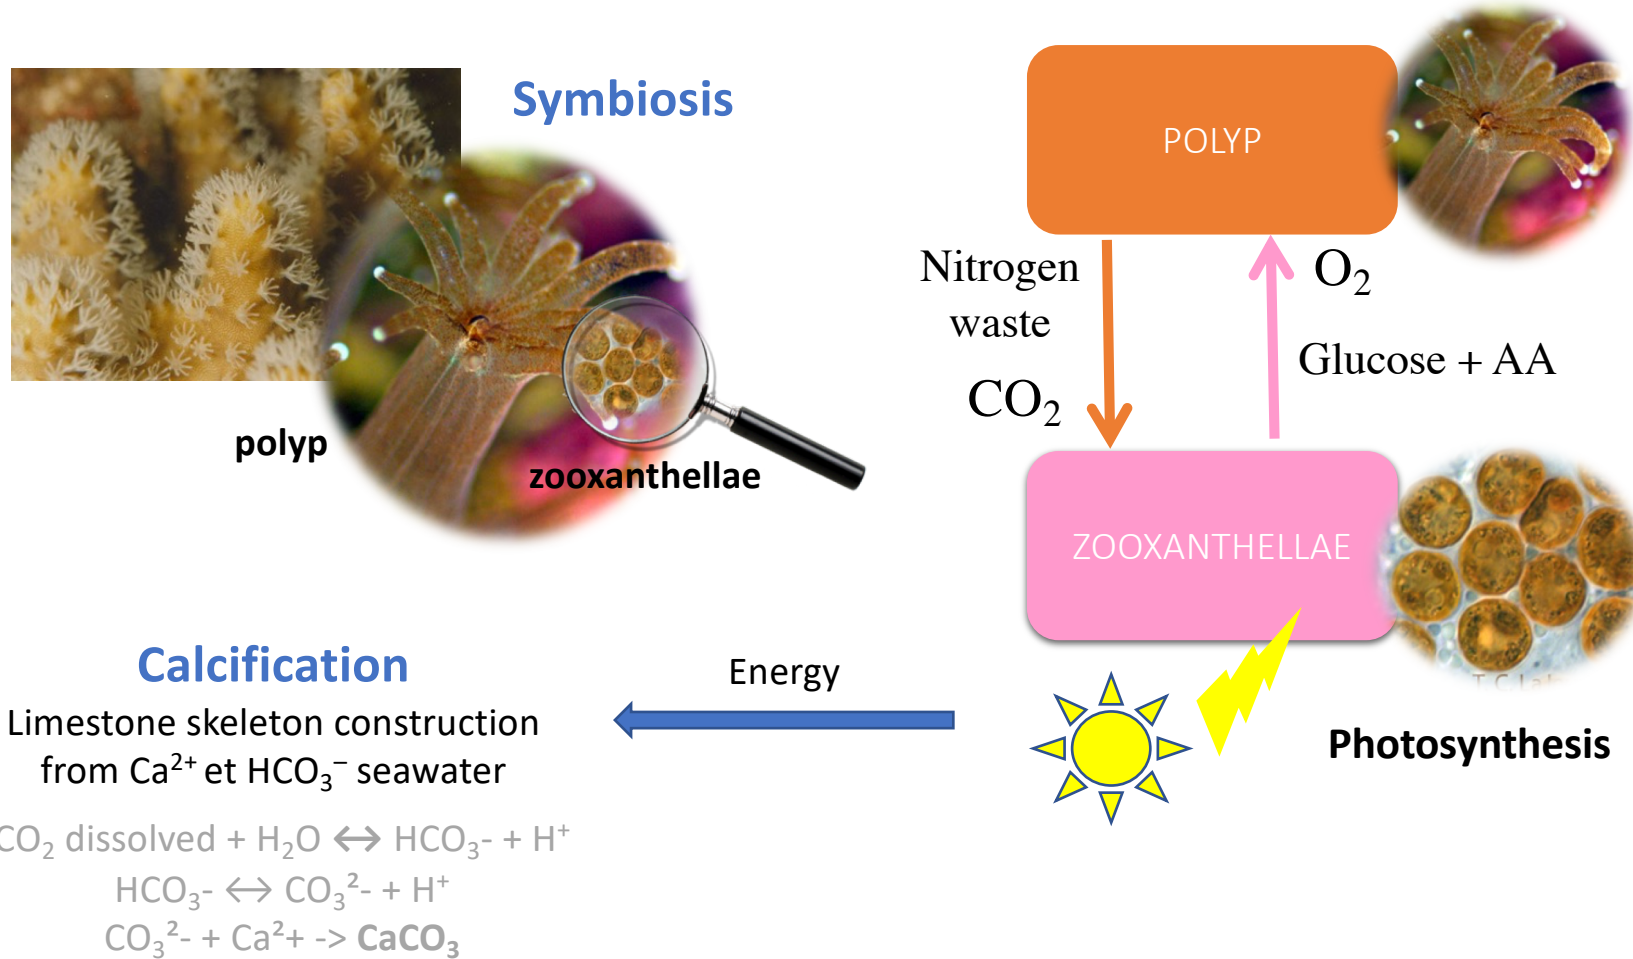 Symbiosis
polyp
zooxanthellae
POLYP
Nitrogen
waste
CO₂
O₂
Glucose + AA
ZOOXANTHELLAE
Photosynthesis
Energy
Calcification
Limestone skeleton construction
from Ca²⁺ et HCO₃⁻ seawater
CO₂ dissolved + H₂O ↔ HCO₃- + H⁺
HCO₃- ↔ CO₃²- + H⁺
CO₃²- + Ca²+ -> CaCO₃